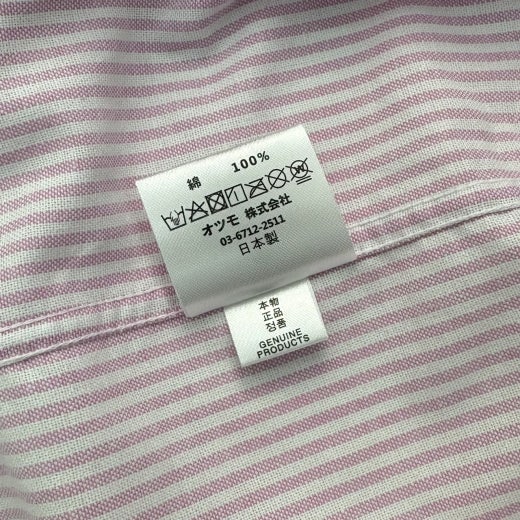 綿 100%
オツモ 株式会社
03-6712-2511
日本製
本物
正品
정품
GENUINE
PRODUCTS